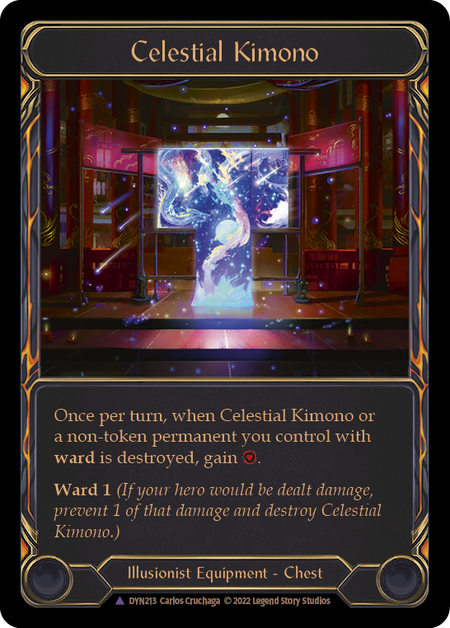 Celestial Kimono
Once per turn, when Celestial Kimono or
a non-token permanent you control with
ward is destroyed, gain .
Ward 1 (If your hero would be dealt damage,
prevent 1 of that damage and destroy Celestial
Kimono.)
Illusionist Equipment - Chest
DYN213 Carlos Cruchaga © 2022 Legend Story Studios